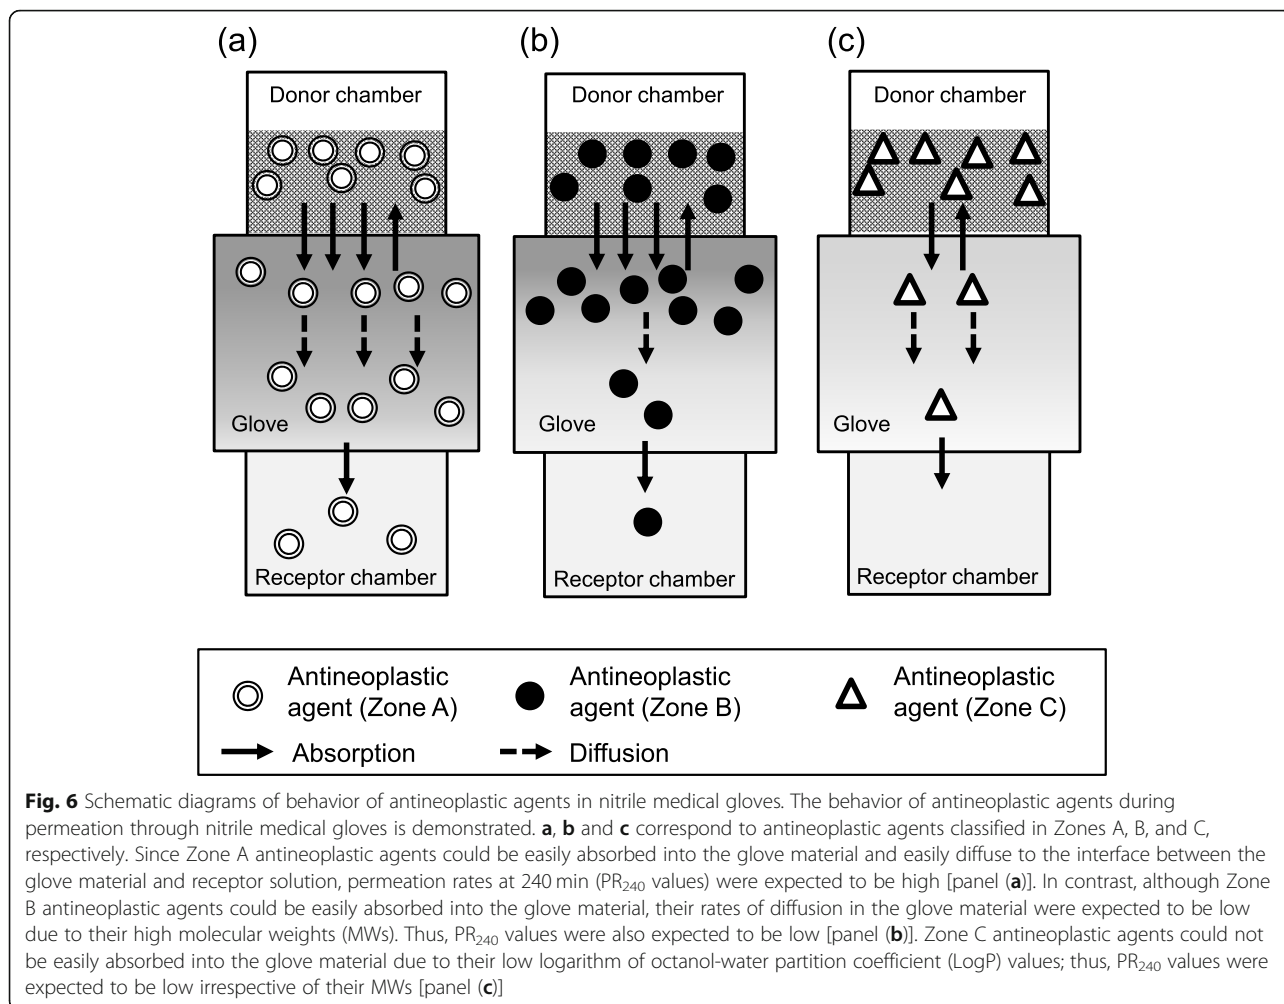 (a) (b) (c)
Donor chamber Donor chamber Donor chamber
Glove Glove Glove
Receptor chamber Receptor chamber Receptor chamber
Antineoplastic agent (Zone A)
Antineoplastic agent (Zone B)
Antineoplastic agent (Zone C)
Absorption Diffusion
Fig. 6 Schematic diagrams of behavior of antineoplastic agents in nitrile medical gloves. The behavior of antineoplastic agents during
permeation through nitrile medical gloves is demonstrated. a, b and c correspond to antineoplastic agents classified in Zones A, B, and C,
respectively. Since Zone A antineoplastic agents could be easily absorbed into the glove material and easily diffuse to the interface between the
glove material and receptor solution, permeation rates at 240 min (PR240 values) were expected to be high [panel (a)]. In contrast, although Zone
B antineoplastic agents could be easily absorbed into the glove material, their rates of diffusion in the glove material were expected to be low
due to their high molecular weights (MWs). Thus, PR240 values were also expected to be low [panel (b)]. Zone C antineoplastic agents could not
be easily absorbed into the glove material due to their low logarithm of octanol-water partition coefficient (LogP) values; thus, PR240 values were
expected to be low irrespective of their MWs [panel (c)]